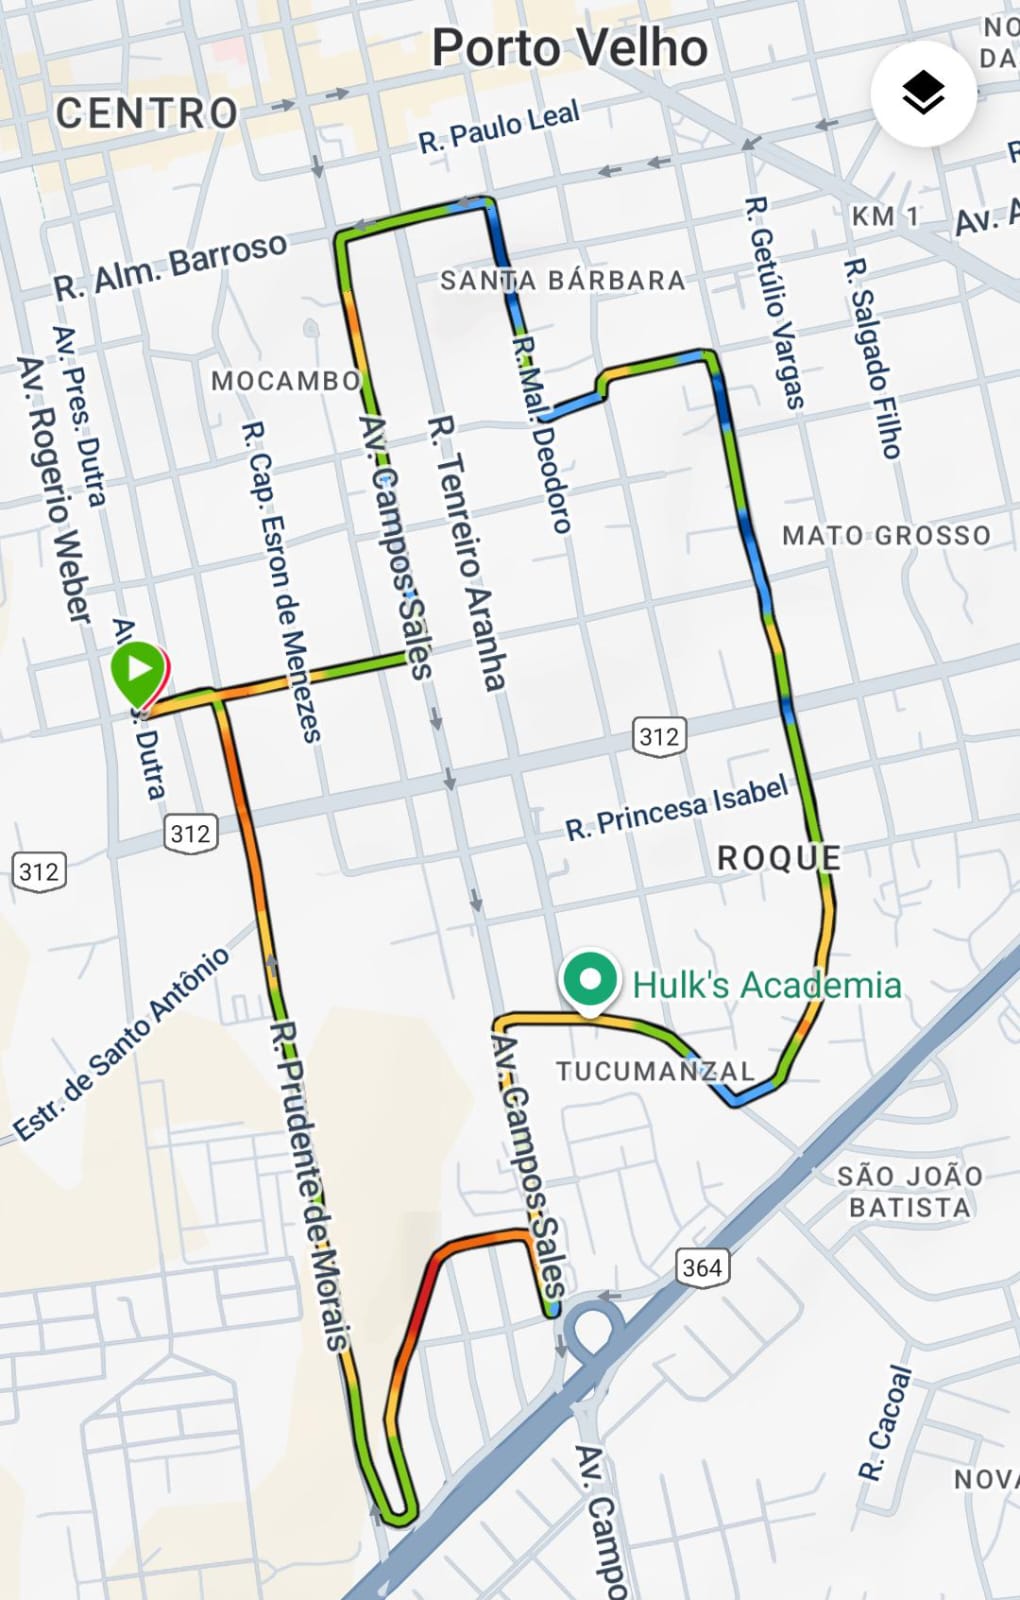 Porto Velho
NO
DA
CENTRO
R. Paulo Leal
R. Getúlio Vargas
KM 1
Av. A
R. Alm. Barroso
SANTA BÁRBARA
R. Salgado Filho
Av. Pres. Dutra
Av. Rogerio Weber
MOCAMBO
R. Mal. Deodoro
R. Cap. Esron de Menezes
Av. Campos Sales
R. Tenreiro Aranha
MATO GROSSO
Av
s. Dutra
312
312
312
R. Princesa Isabel
ROQUE
Estr. de Santo Antônio
Hulk's Academia
R. Prudente de Morais
Av. Campos Sales
TUCUMANZAL
SÃO JOÃO
BATISTA
364
R. Cacoal
Av. Campo
NOVA